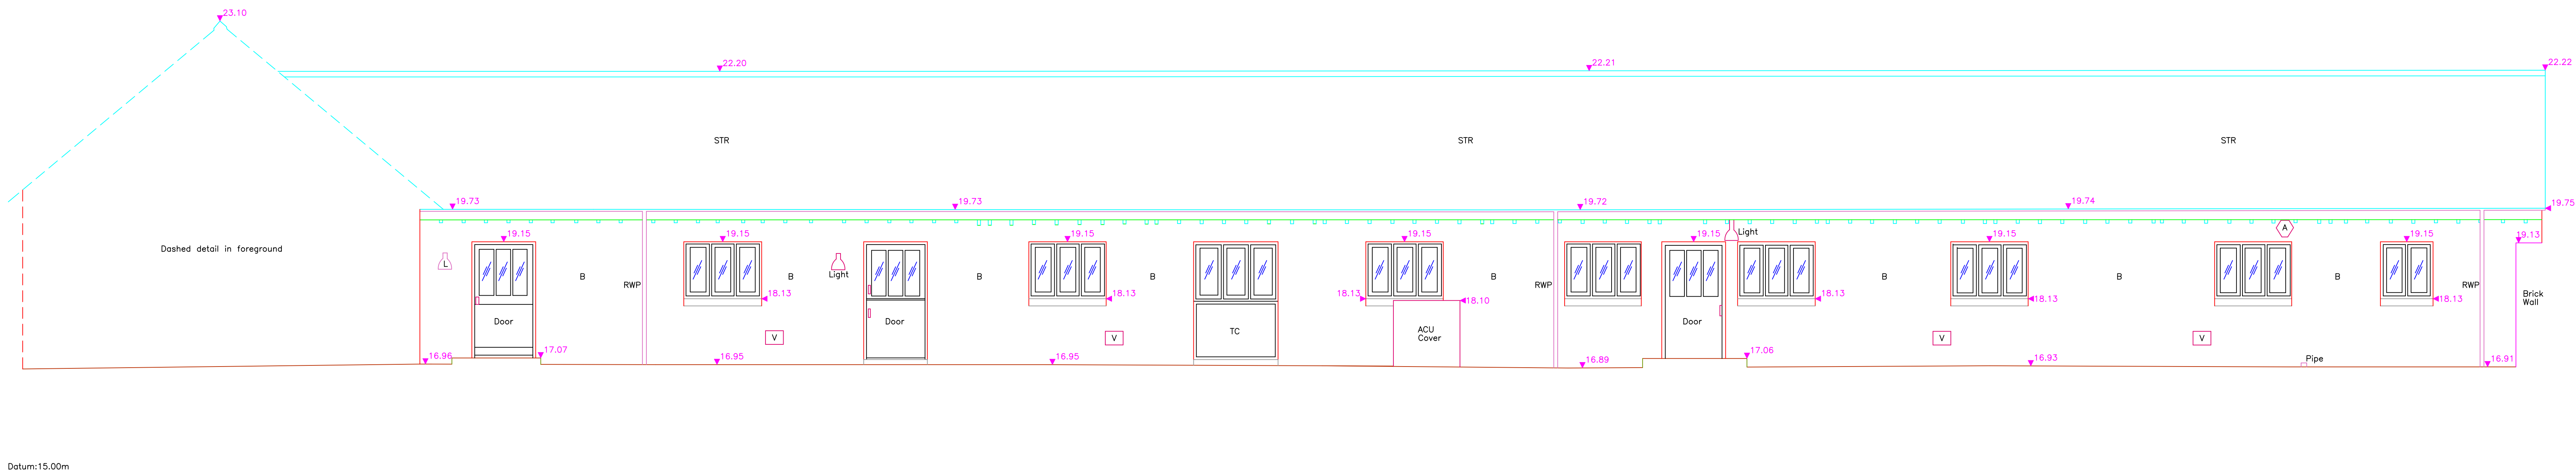 23.10
22.20
22.21
22.22
STR
STR
STR
19.73
19.73
19.72
19.74
19.75
Dashed detail in foreground
19.15
19.15
19.15
19.15
19.15
19.15
19.15
19.13
Light
A
L
Light
B
B
B
B
B
B
B
B
RWP
RWP
RWP
18.13
18.13
18.13
18.10
18.13
18.13
18.13
Brick
Wall
Door
Door
TC
ACU
Cover
Door
V
V
V
V
16.96
17.07
16.95
16.95
16.89
17.06
16.93
Pipe
16.91
Datum:15.00m